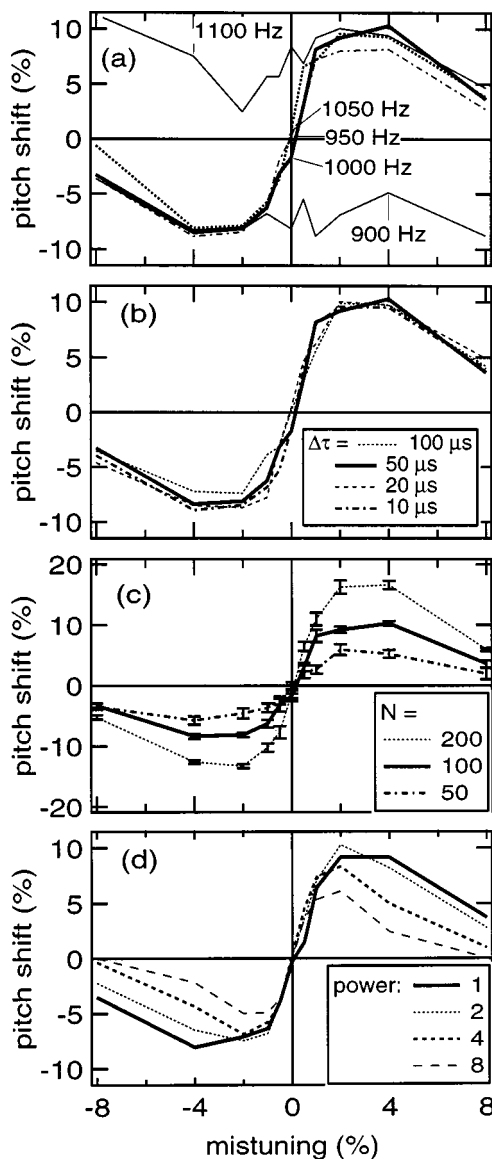 10
5
0
-5
-10
pitch shift (%)
(a)
1100 Hz
1050 Hz
950 Hz
1000 Hz
900 Hz
10
5
0
-5
-10
pitch shift (%)
(b)
Δτ = 100 μs
50 μs
20 μs
10 μs
20
10
0
-10
-20
pitch shift (%)
(c)
N =
200
100
50
10
5
0
-5
-10
pitch shift (%)
(d)
power: 1
2
4
8
-8 -4 0 4 8
mistuning (%)